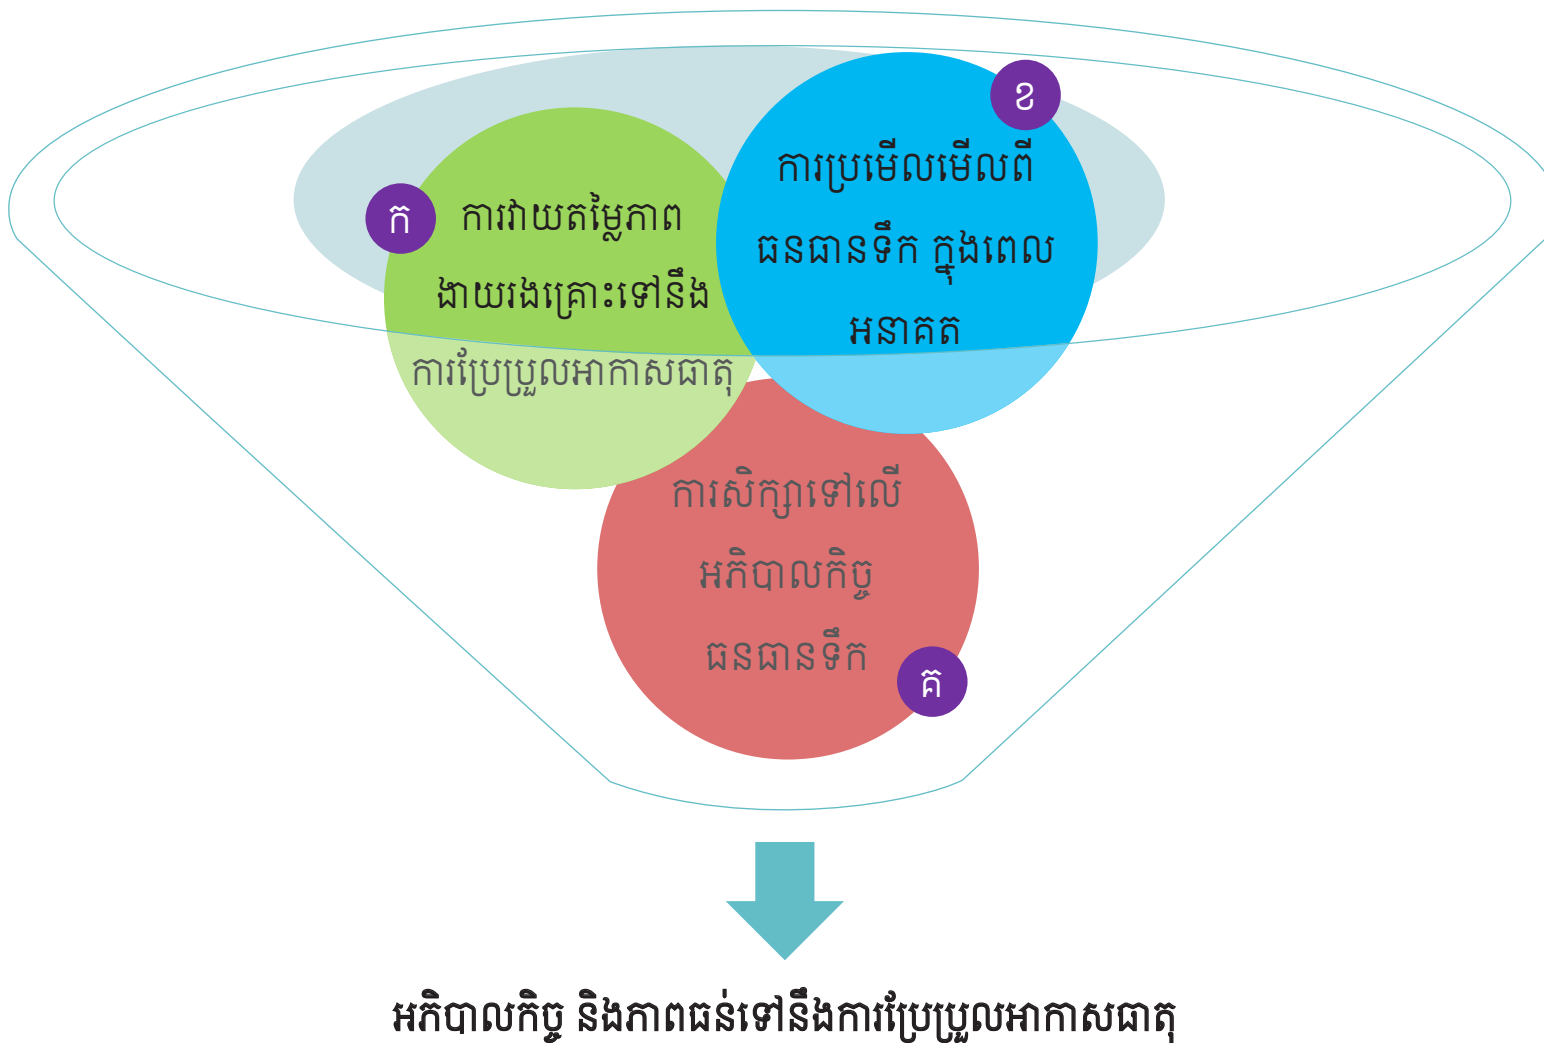 ក
ការវាយតម្លៃភាព
ងាយរងគ្រោះទៅនឹង
ការប្រែប្រួលអាកាសធាតុ
ខ
ការប្រមើលមើលពី
ធនធានទឹក ក្នុងពេល
អនាគត
ការសិក្សាទៅលើ
អភិបាលកិច្ច
ធនធានទឹក
គ
អភិបាលកិច្ច និងភាពធន់ទៅនឹងការប្រែប្រួលអាកាសធាតុ